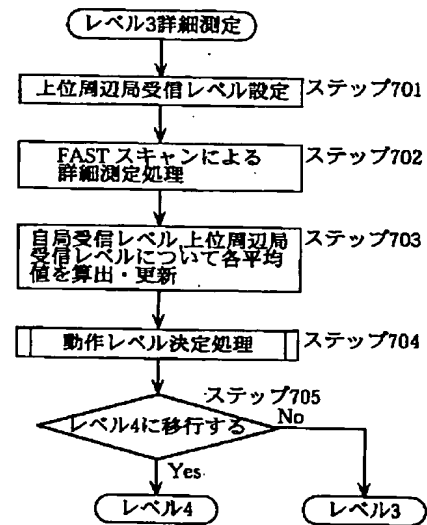 レベル3詳細測定
上位周辺局受信レベル設定 ステップ701
FASTスキャンによる
詳細測定処理
ステップ702
自局受信レベル,上位周辺局
受信レベルについて各平均
値を算出・更新
ステップ703
動作レベル決定処理 ステップ704
ステップ705
レベル4に移行する
No
Yes
レベル4
レベル3